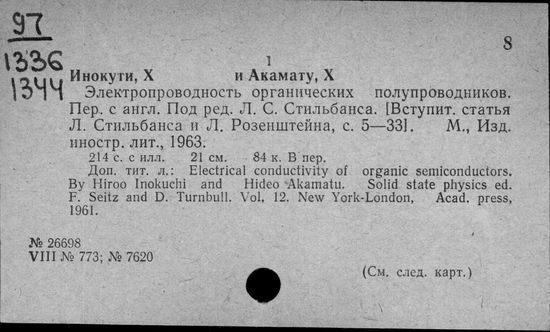 97
8
1336
1
Инокути, Х и Акамату, Х
1344
Электропроводность органических полупроводников.
Пер. с англ. Под ред. Л. С. Стильбанса. [Вступит. статья
Л. Стильбанса и Л. Розенштейна, с. 5—33]. М., Изд.
иностр. лит., 1963.
214 с. с илл. 21 см. 84 к. В пер.
Доп. тит. л.: Electrical conductivity of organic semiconductors.
By Hiroo Inokuchi and Hideo Akamatu. Solid state physics ed.
F. Seitz and D. Turnbull. Vol, 12. New York-London, Acad. press,
1961.
№ 26698
VIII № 773; № 7620
(См. след. карт.)